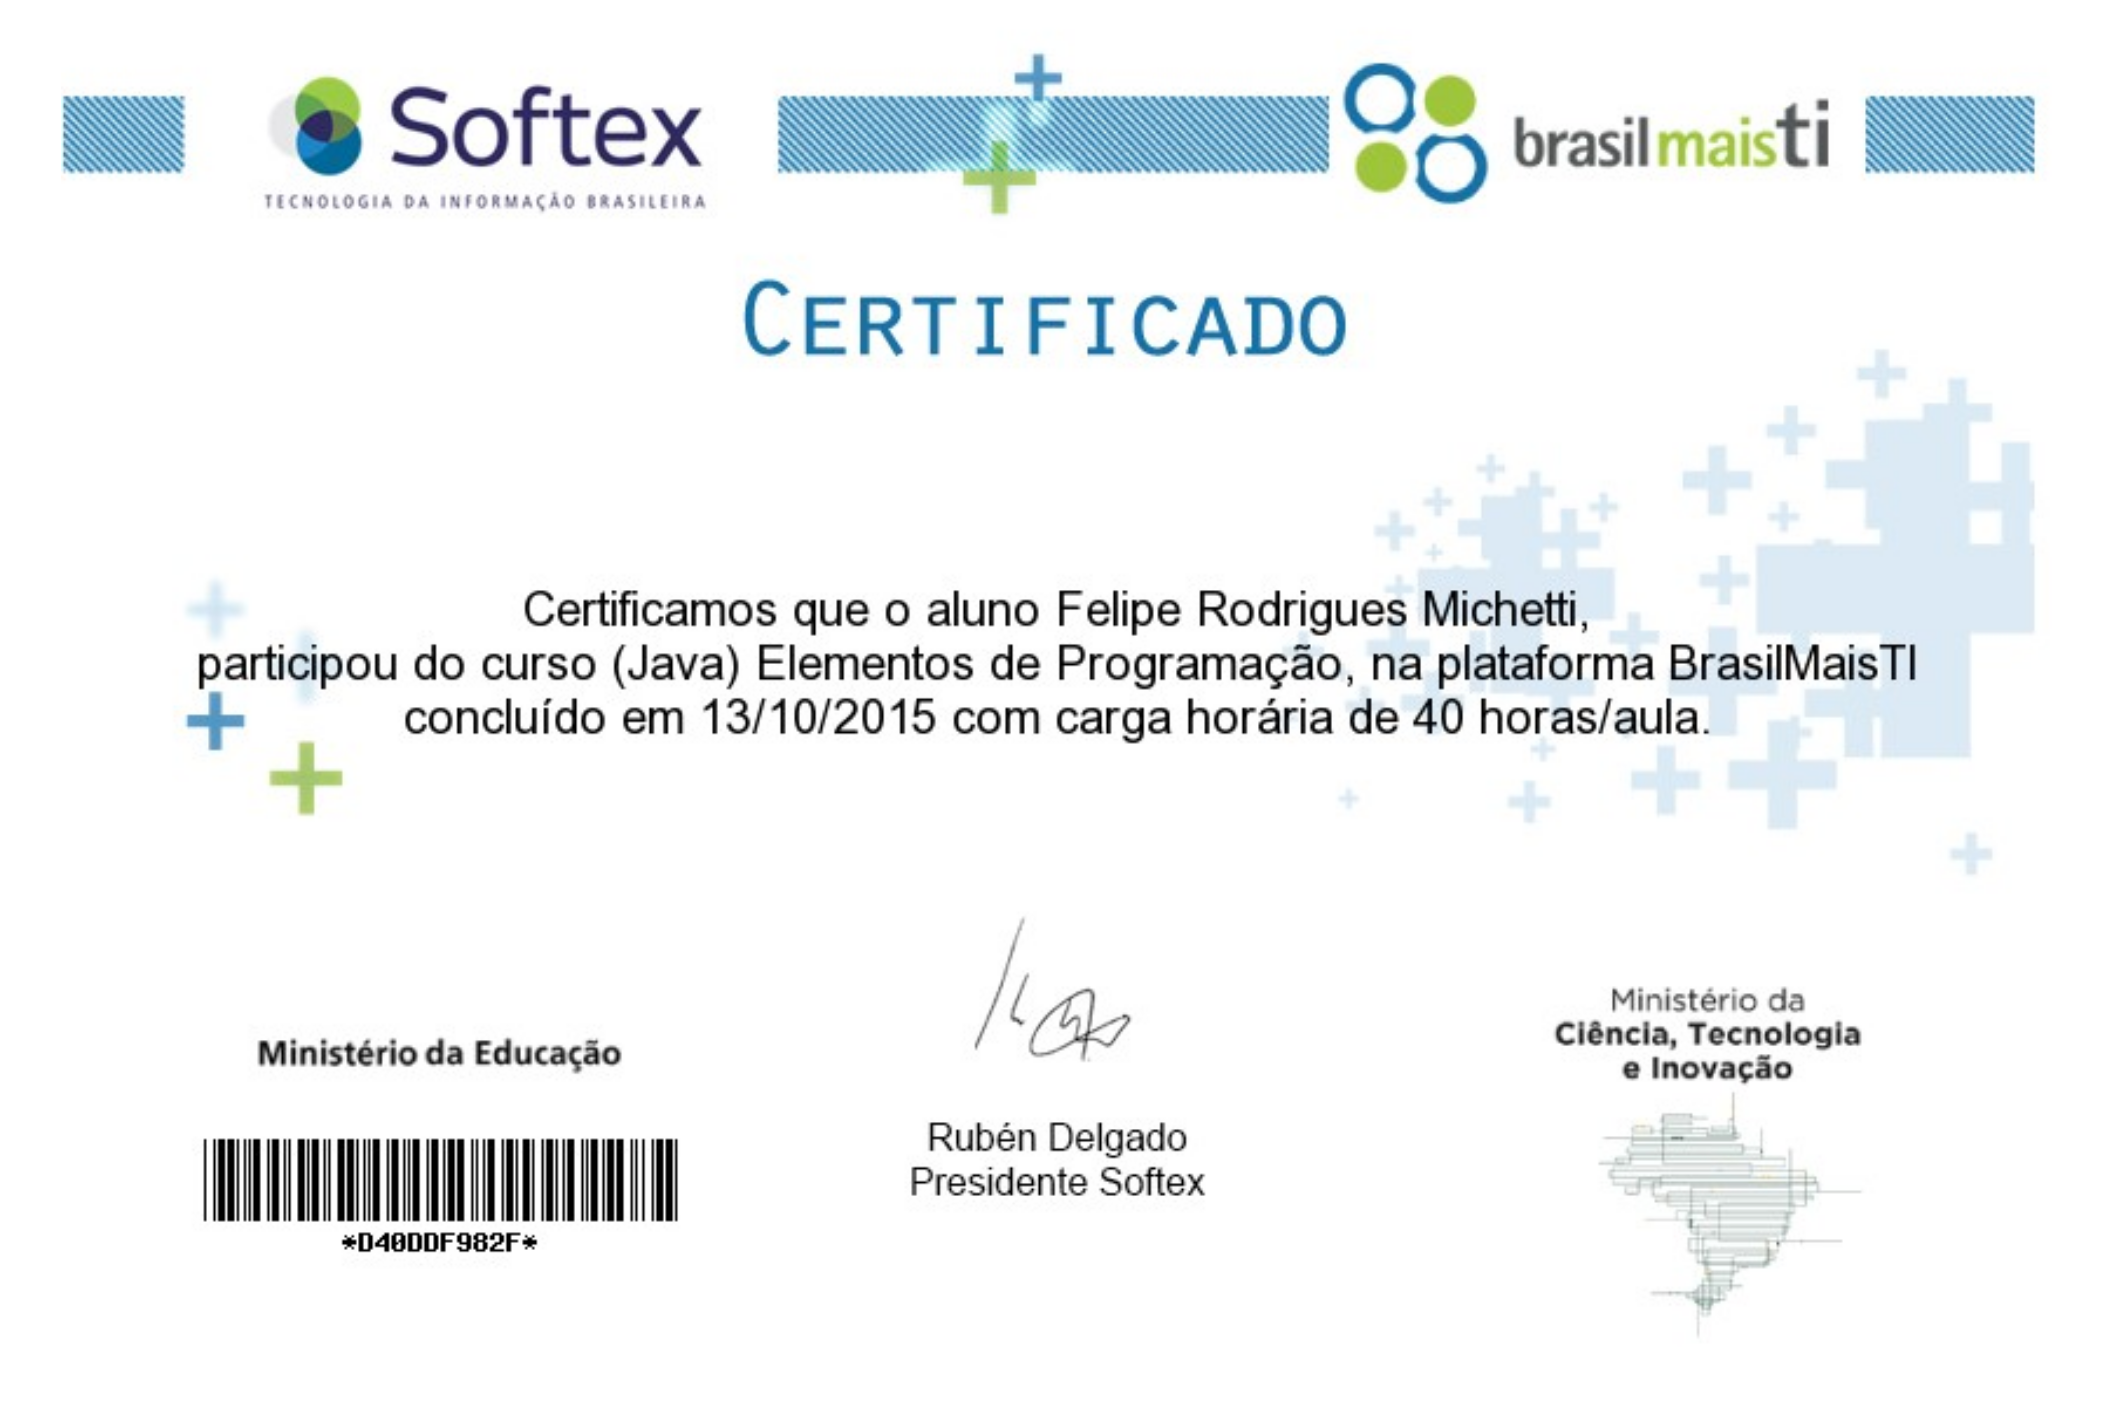 Softex
TECNOLOGIA DA INFORMAÇÃO BRASILEIRA
brasilmaisti
CERTIFICADO
Certificamos que o aluno Felipe Rodrigues Michetti,
participou do curso (Java) Elementos de Programação, na plataforma BrasilMaisTI
concluído em 13/10/2015 com carga horária de 40 horas/aula.
Ministério da Educação
*D40DDF982F*
Rubén Delgado
Presidente Softex
Ministério da
Ciência, Tecnologia
e Inovação